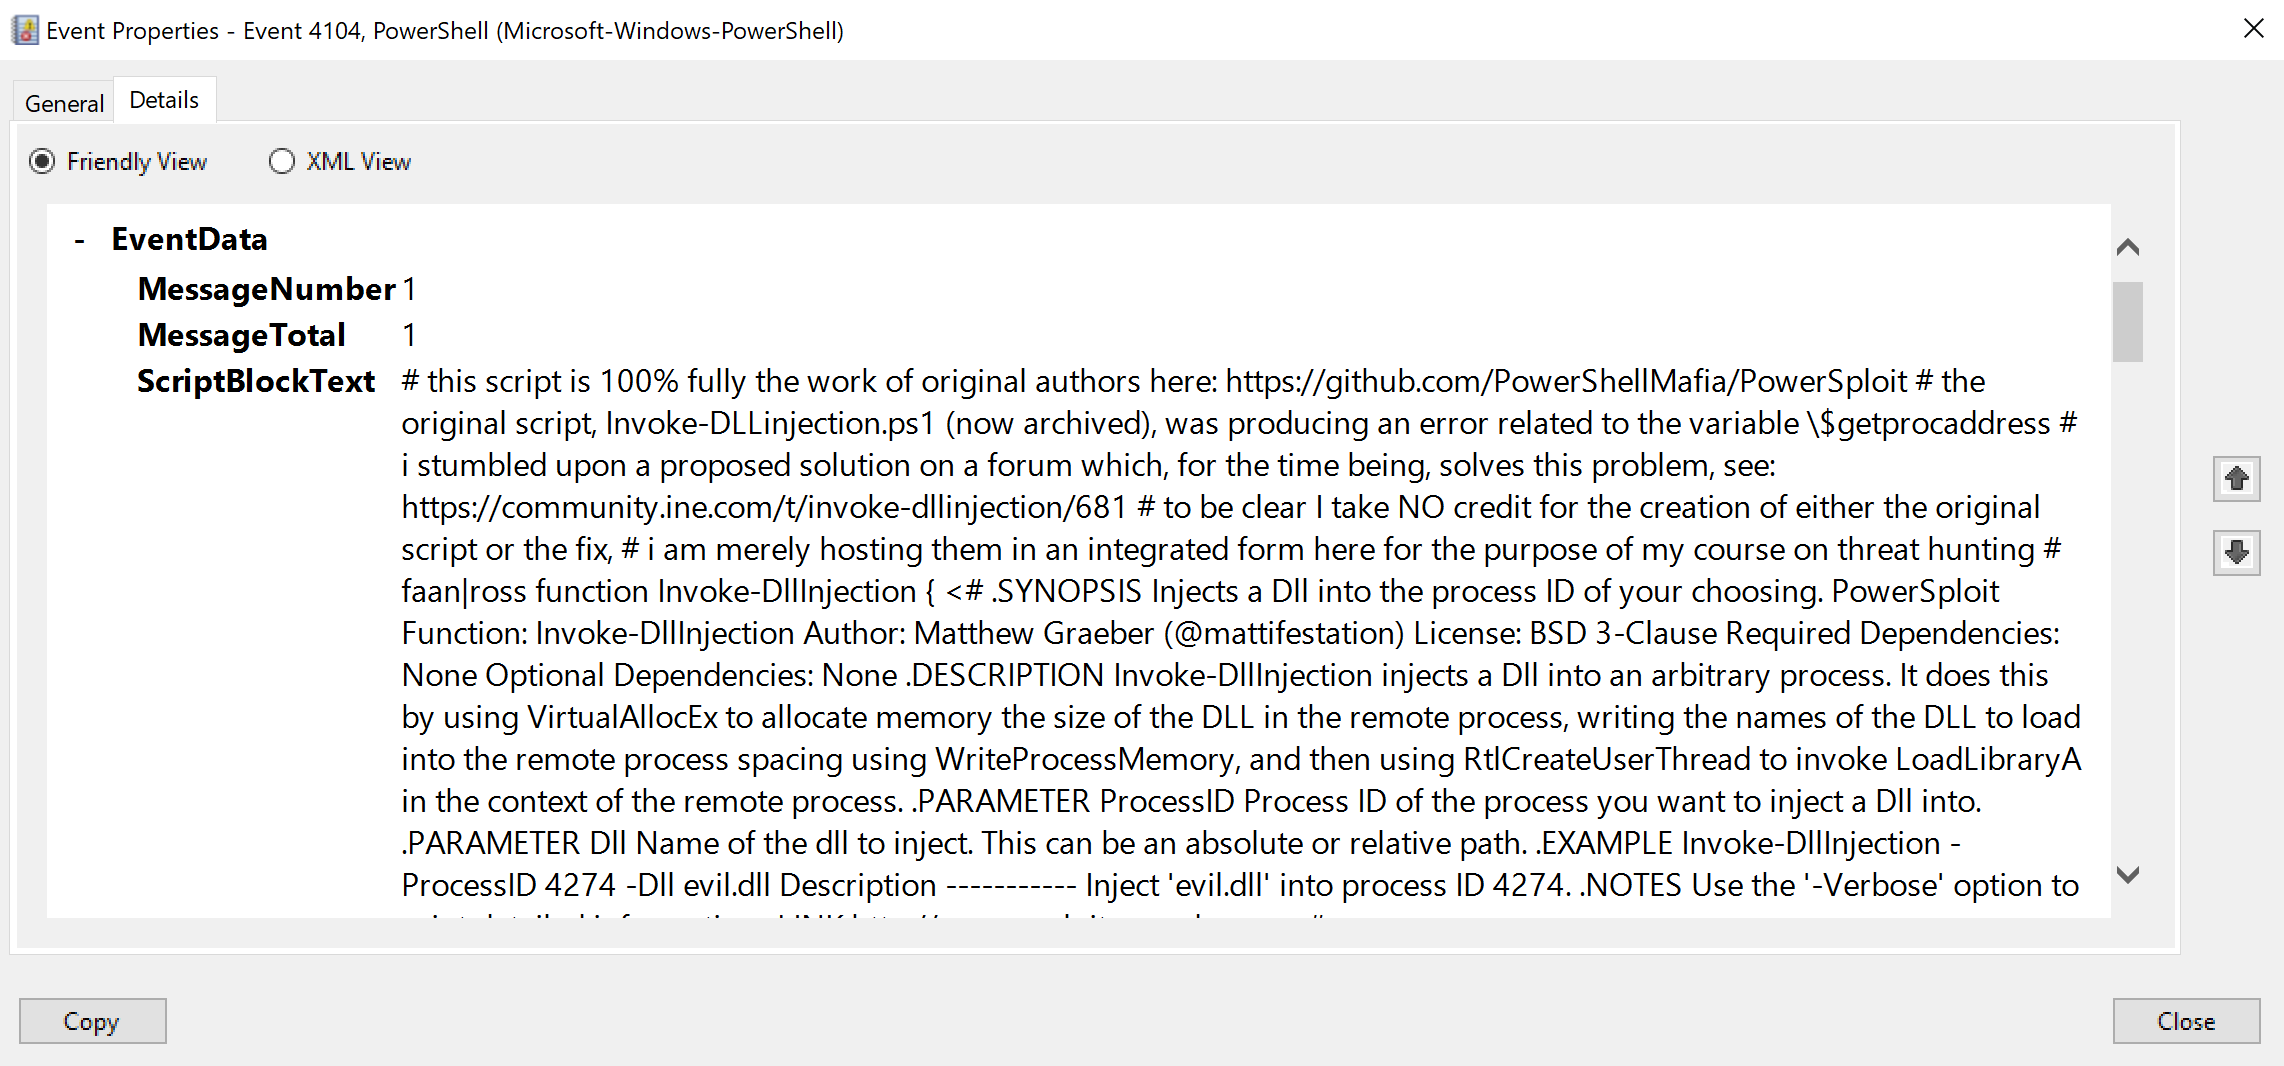 Event Properties - Event 4104, PowerShell (Microsoft-Windows-PowerShell)
General Details
Friendly View XML View
- EventData
MessageNumber 1
MessageTotal 1
ScriptBlockText # this script is 100% fully the work of original authors here: https://github.com/PowerShellMafia/PowerSploit # the
original script, Invoke-DLLinjection.ps1 (now archived), was producing an error related to the variable \$getprocaddress #
i stumbled upon a proposed solution on a forum which, for the time being, solves this problem, see:
https://community.ine.com/t/invoke-dllinjection/681 # to be clear I take NO credit for the creation of either the original
script or the fix, # i am merely hosting them in an integrated form here for the purpose of my course on threat hunting #
faan|ross function Invoke-DllInjection { <# .SYNOPSIS Injects a Dll into the process ID of your choosing. PowerSploit
Function: Invoke-DllInjection Author: Matthew Graeber (@mattifestation) License: BSD 3-Clause Required Dependencies:
None Optional Dependencies: None .DESCRIPTION Invoke-DllInjection injects a Dll into an arbitrary process. It does this
by using VirtualAllocEx to allocate memory the size of the DLL in the remote process, writing the names of the DLL to load
into the remote process spacing using WriteProcessMemory, and then using RtlCreateUserThread to invoke LoadLibraryA
in the context of the remote process. .PARAMETER ProcessID Process ID of the process you want to inject a Dll into.
.PARAMETER Dll Name of the dll to inject. This can be an absolute or relative path. .EXAMPLE Invoke-DllInjection -
ProcessID 4274 -Dll evil.dll Description ----------- Inject 'evil.dll' into process ID 4274. .NOTES Use the '-Verbose' option to
Copy Close